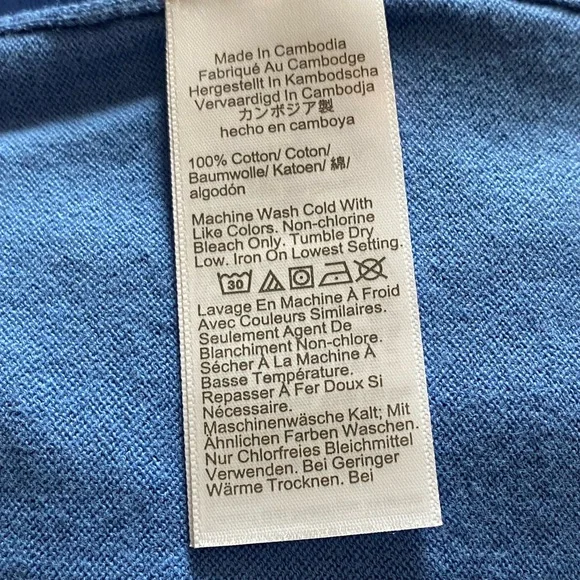 Made In Cambodia
Fabriqué Au Cambodge
Hergestellt In Kambodscha
Vervaardigd In Cambodja
カンボジア製
hecho en camboya
100% Cotton/ Coton/
Baumwolle/ Katoen/ 綿/
algodón
Machine Wash Cold With
Like Colors. Non-chlorine
Bleach Only. Tumble Dry
Low. Iron On Lowest Setting.
30
Lavage En Machine À Froid
Avec Couleurs Similaires.
Seulement Agent De
Blanchiment Non-chlore.
Sécher À La Machine À
Basse Température.
Repasser À Fer Doux Si
Nécessaire.
Maschinenwäsche Kalt; Mit
Ähnlichen Farben Waschen.
Nur Chlorfreies Bleichmittel
Verwenden. Bei Geringer
Wärme Trocknen. Bei